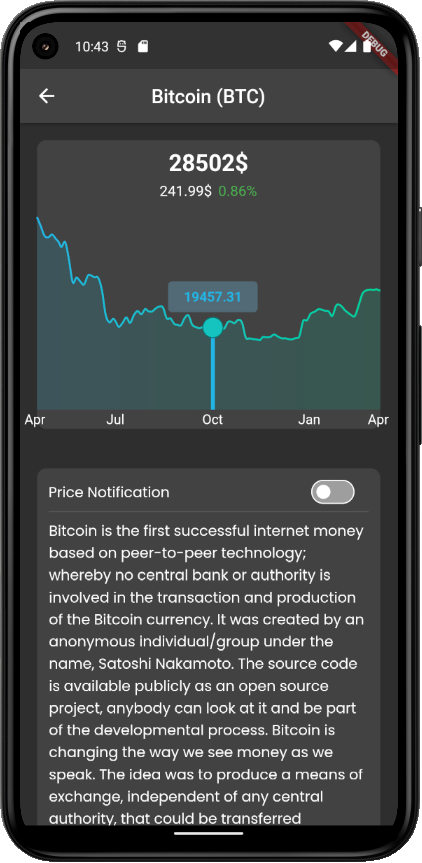 10:43
DEBUG
Bitcoin (BTC)
28502$
241.99$ 0.86%
19457.31
Apr Jul Oct Jan Apr
Price Notification
Bitcoin is the first successful internet money
based on peer-to-peer technology;
whereby no central bank or authority is
involved in the transaction and production
of the Bitcoin currency. It was created by an
anonymous individual/group under the
name, Satoshi Nakamoto. The source code
is available publicly as an open source
project, anybody can look at it and be part
of the developmental process. Bitcoin is
changing the way we see money as we
speak. The idea was to produce a means of
exchange, independent of any central
authority, that could be transferred